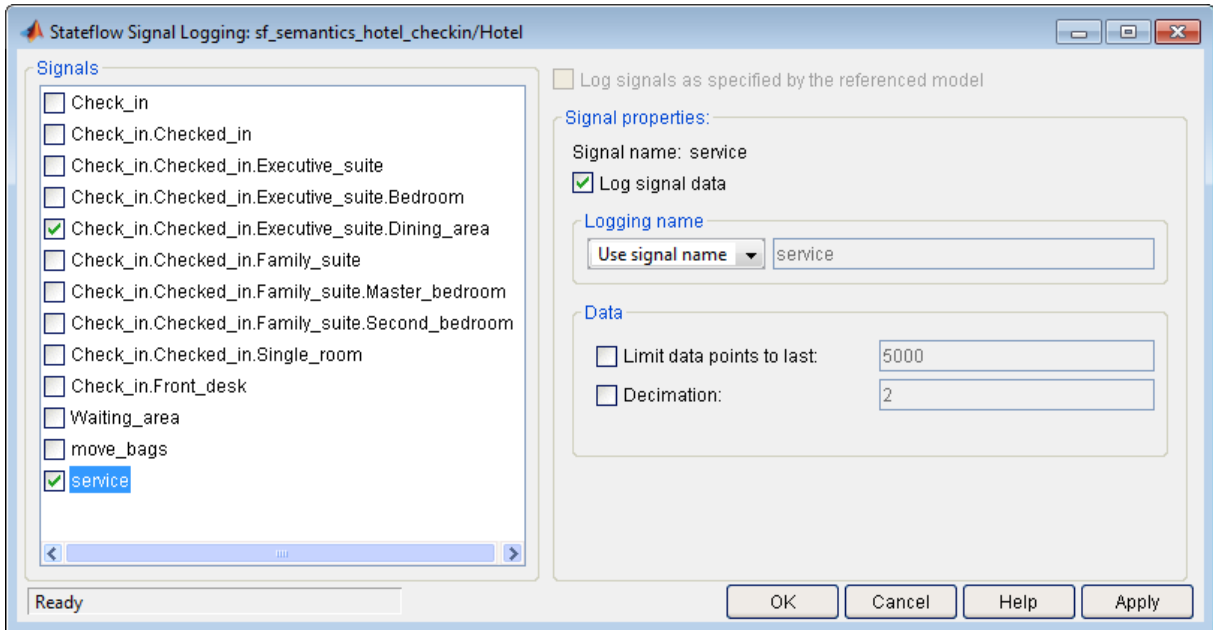 Stateflow Signal Logging: sf_semantics_hotel_checkin/Hotel
Signals
Check_in
Check_in.Checked_in
Check_in.Checked_in.Executive_suite
Check_in.Checked_in.Executive_suite.Bedroom
Check_in.Checked_in.Executive_suite.Dining_area
Check_in.Checked_in.Family_suite
Check_in.Checked_in.Family_suite.Master_bedroom
Check_in.Checked_in.Family_suite.Second_bedroom
Check_in.Checked_in.Single_room
Check_in.Front_desk
Waiting_area
move_bags
service
Log signals as specified by the referenced model
Signal properties:
Signal name: service
Log signal data
Logging name
Use signal name service
Data
Limit data points to last: 5000
Decimation: 2
Ready
OK Cancel Help Apply